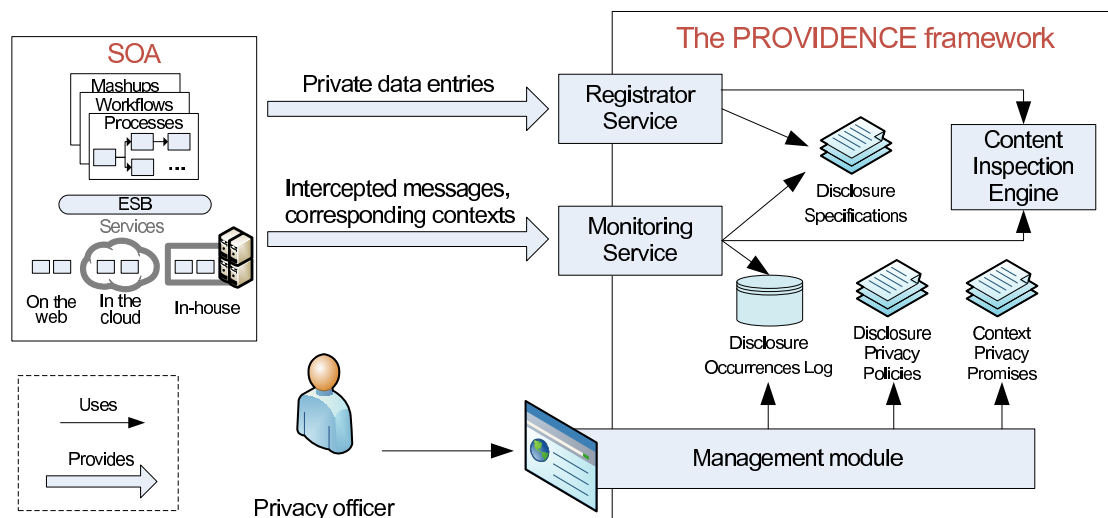 SOA
Mashups
Workflows
Processes
...
ESB
Services
On the
web
In the
cloud
In-house
Uses
Provides
Private data entries
Intercepted messages,
corresponding contexts
Privacy officer
The PROVIDENCE framework
Registrator
Service
Monitoring
Service
Disclosure
Specifications
Content
Inspection
Engine
Disclosure
Occurrences Log
Disclosure
Privacy
Policies
Context
Privacy
Promises
Management module